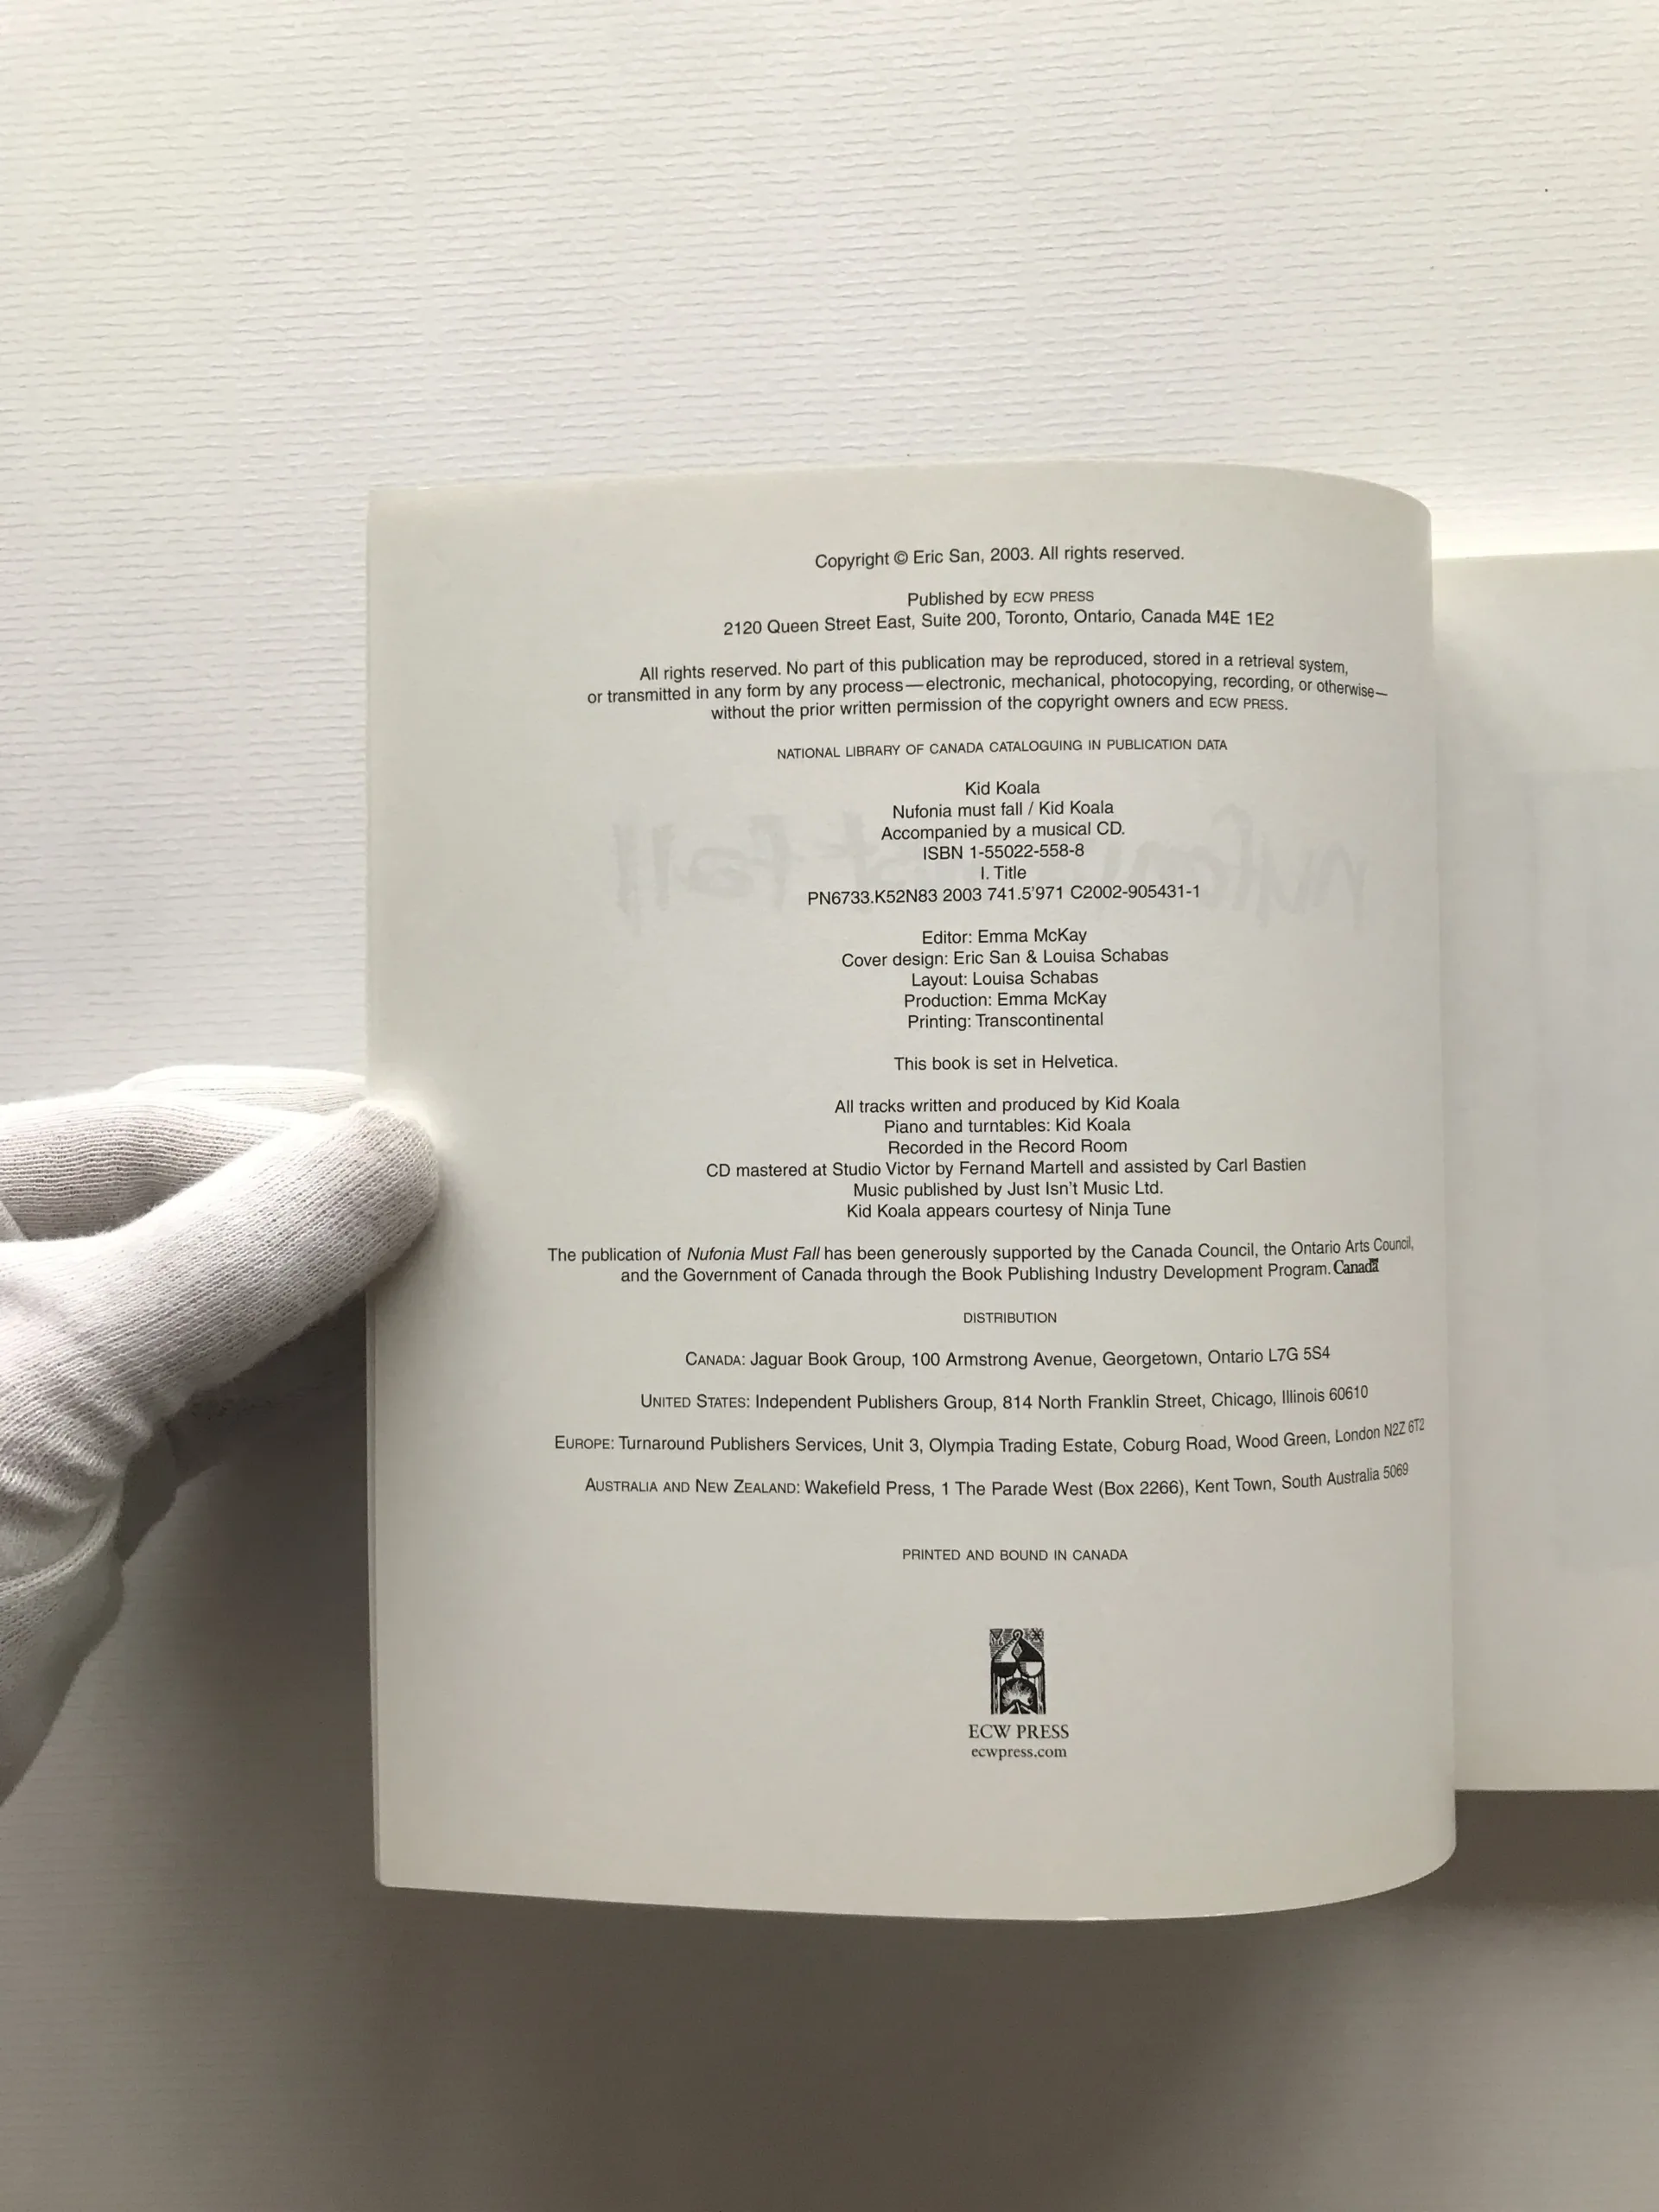 Copyright © Eric San, 2003. All rights reserved.
Published by ECW PRESS
2120 Queen Street East, Suite 200, Toronto, Ontario, Canada M4E 1E2
All rights reserved. No part of this publication may be reproduced, stored in a retrieval system,
or transmitted in any form by any process—electronic, mechanical, photocopying, recording, or otherwise—
without the prior written permission of the copyright owners and ECW PRESS.
NATIONAL LIBRARY OF CANADA CATALOGUING IN PUBLICATION DATA
Kid Koala
Nufonia must fall / Kid Koala
Accompanied by a musical CD.
ISBN 1-55022-558-8
I. Title
PN6733.K52N83 2003 741.5'971 C2002-905431-1
Editor: Emma McKay
Cover design: Eric San & Louisa Schabas
Layout: Louisa Schabas
Production: Emma McKay
Printing: Transcontinental
This book is set in Helvetica.
All tracks written and produced by Kid Koala
Piano and turntables: Kid Koala
Recorded in the Record Room
CD mastered at Studio Victor by Fernand Martell and assisted by Carl Bastien
Music published by Just Isn't Music Ltd.
Kid Koala appears courtesy of Ninja Tune
The publication of Nufonia Must Fall has been generously supported by the Canada Council, the Ontario Arts Council,
and the Government of Canada through the Book Publishing Industry Development Program. Canada
DISTRIBUTION
CANADA: Jaguar Book Group, 100 Armstrong Avenue, Georgetown, Ontario L7G 5S4
UNITED STATES: Independent Publishers Group, 814 North Franklin Street, Chicago, Illinois 60610
EUROPE: Turnaround Publishers Services, Unit 3, Olympia Trading Estate, Coburg Road, Wood Green, London N2Z 6T2
AUSTRALIA AND NEW ZEALAND: Wakefield Press, 1 The Parade West (Box 2266), Kent Town, South Australia 5069
PRINTED AND BOUND IN CANADA
ECW PRESS
ecwpress.com